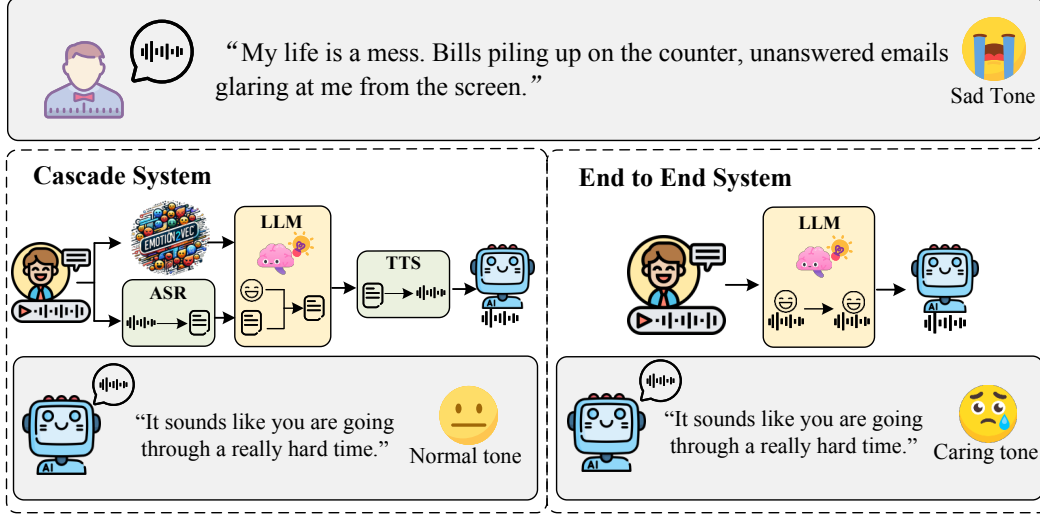 “My life is a mess. Bills piling up on the counter, unanswered emails
glaring at me from the screen.”
Sad Tone
Cascade System
EMOTION2VEC
LLM
ASR
TTS
AI
“It sounds like you are going
through a really hard time.”
Normal tone
AI
End to End System
LLM
AI
“It sounds like you are going
through a really hard time.”
Caring tone
AI